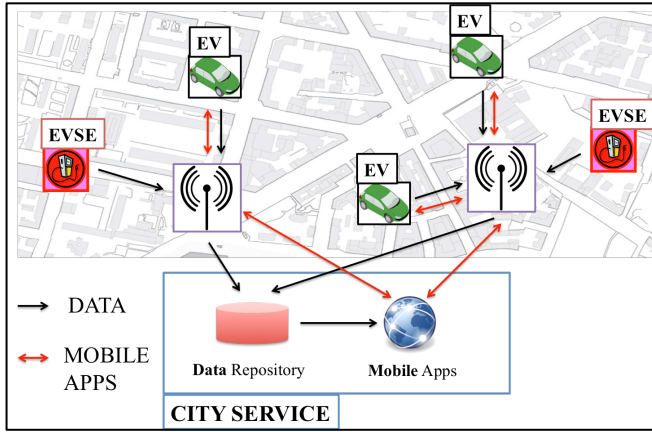 EV
EV
EVSE
EVSE
EV
DATA
MOBILE
APPS
Data Repository
Mobile Apps
CITY SERVICE